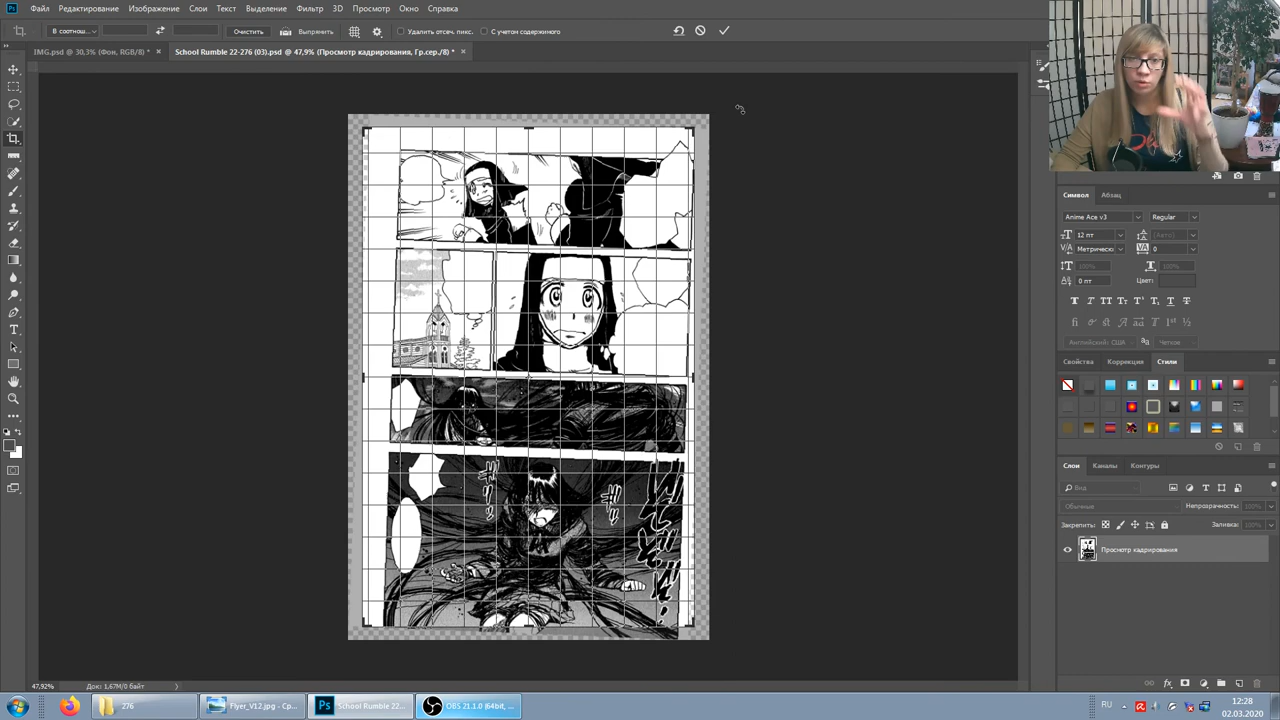 Ps Файл Редактирование Изображение Слои Текст Выделение Фильтр 3D Просмотр Окно Справка
В соотнош... Очистить Выпрямить Удалить отсеч. пикс. С учетом содержимого
IMG.psd @ 30,3% (Фон, RGB/8) * × School Rumble 22-276 (03).psd @ 47,9% (Просмотр кадрирования, Гр.сер./8) * ×
Символ Абзац
Anime Ace v3 Regular
12 пт (Авто)
Метрическ 0
100% 100%
0 пт Цвет:
Английский: США Четкое
Свойства Коррекция Стили
Слои Каналы Контуры
Вид
Обычные Непрозрачность: 100%
Закрепить: Заливка: 100%
Просмотр кадрирования
47,92% Док: 1,67M/0 байт
276 Flyer_V12.jpg - Ср... Ps School Rumble 22... OBS 21.1.0 (64bit, ... RU 12:28
02.03.2020